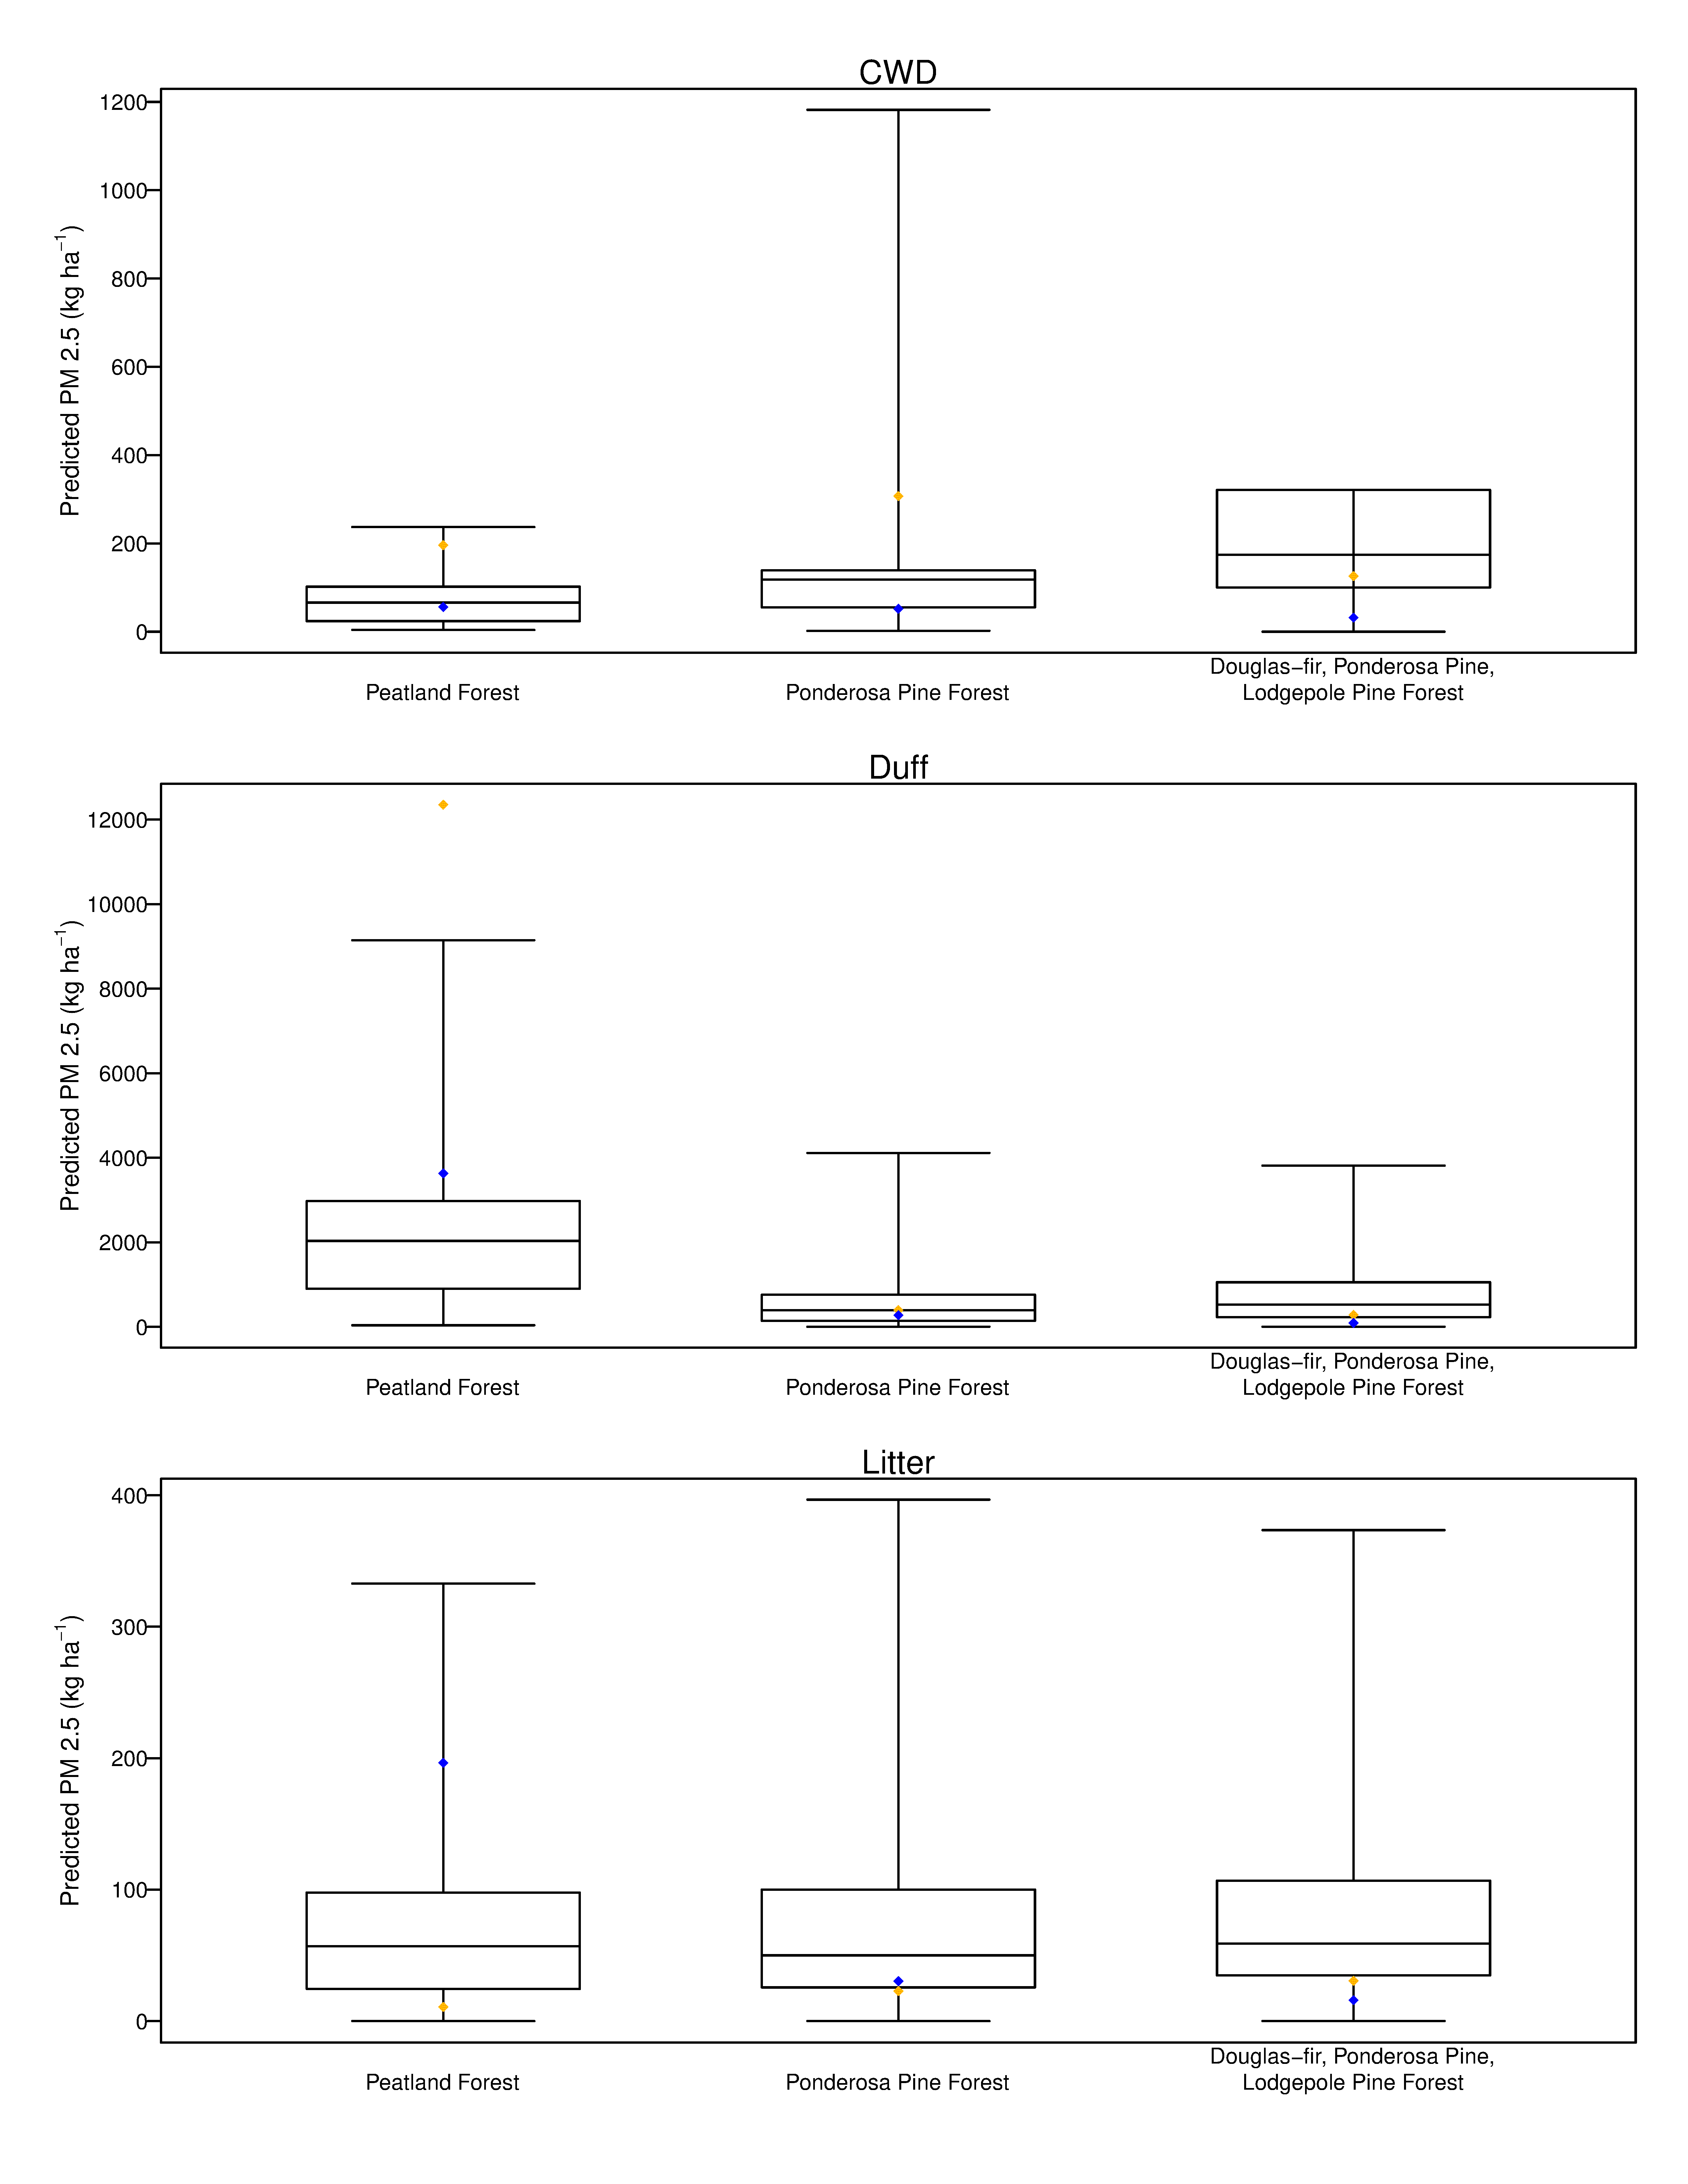 CWD
1200
1000
800
600
400
200
0
Predicted PM 2.5 (kg ha−1)
Peatland Forest
Ponderosa Pine Forest
Douglas−fir, Ponderosa Pine,
Lodgepole Pine Forest
Duff
12000
10000
8000
6000
4000
2000
0
Predicted PM 2.5 (kg ha−1)
Peatland Forest
Ponderosa Pine Forest
Douglas−fir, Ponderosa Pine,
Lodgepole Pine Forest
Litter
400
300
200
100
0
Predicted PM 2.5 (kg ha−1)
Peatland Forest
Ponderosa Pine Forest
Douglas−fir, Ponderosa Pine,
Lodgepole Pine Forest